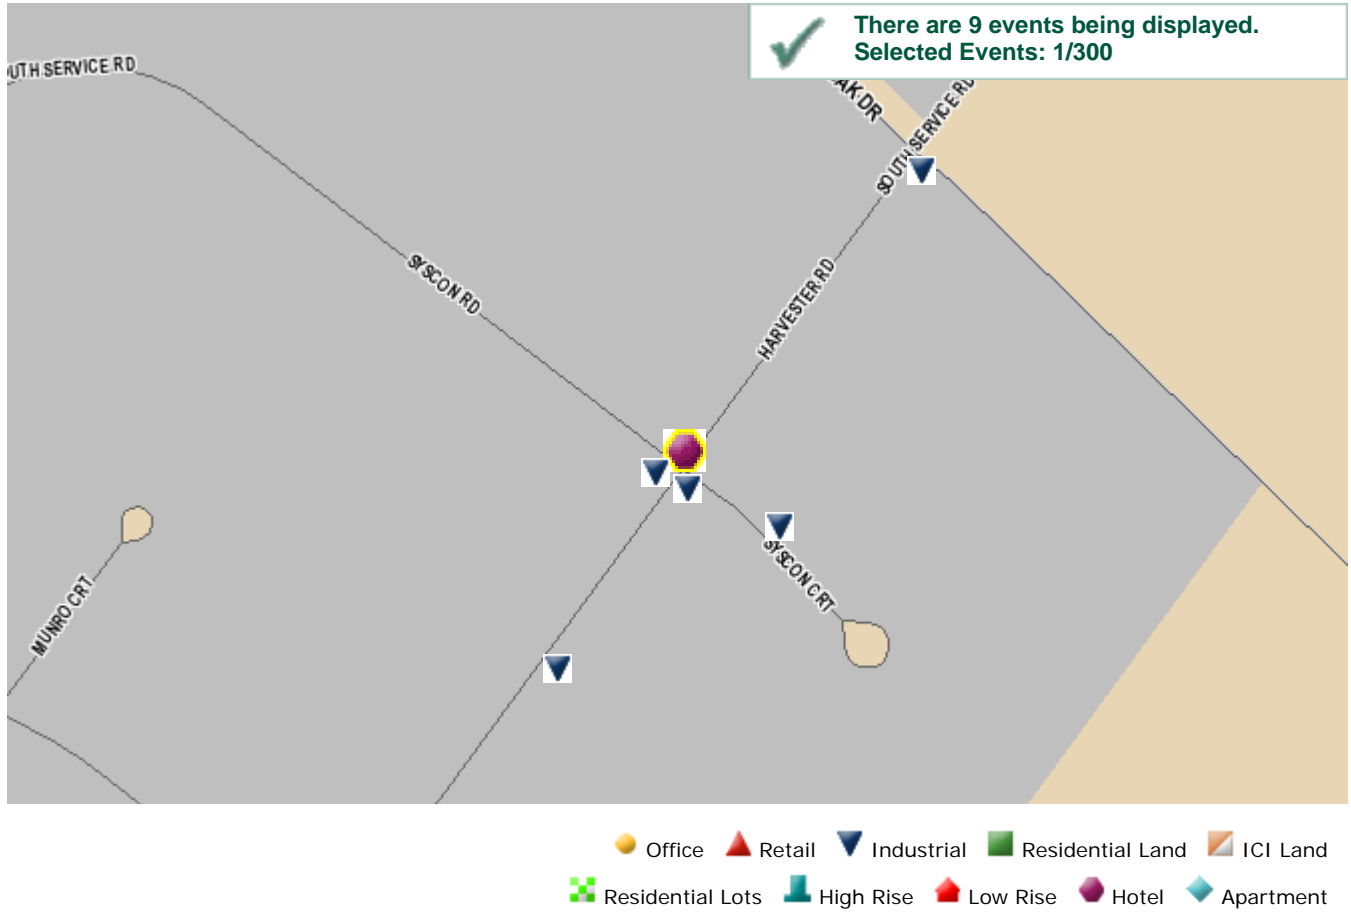 There are 9 events being displayed.
Selected Events: 1/300
UTH SERVICE RD
AK DR
SOUTH SERVICE RD
SYSCON RD
HARVESTER RD
SYSCON CRT
MUNRO CRT
Office Retail Industrial Residential Land ICI Land
Residential Lots High Rise Low Rise Hotel Apartment